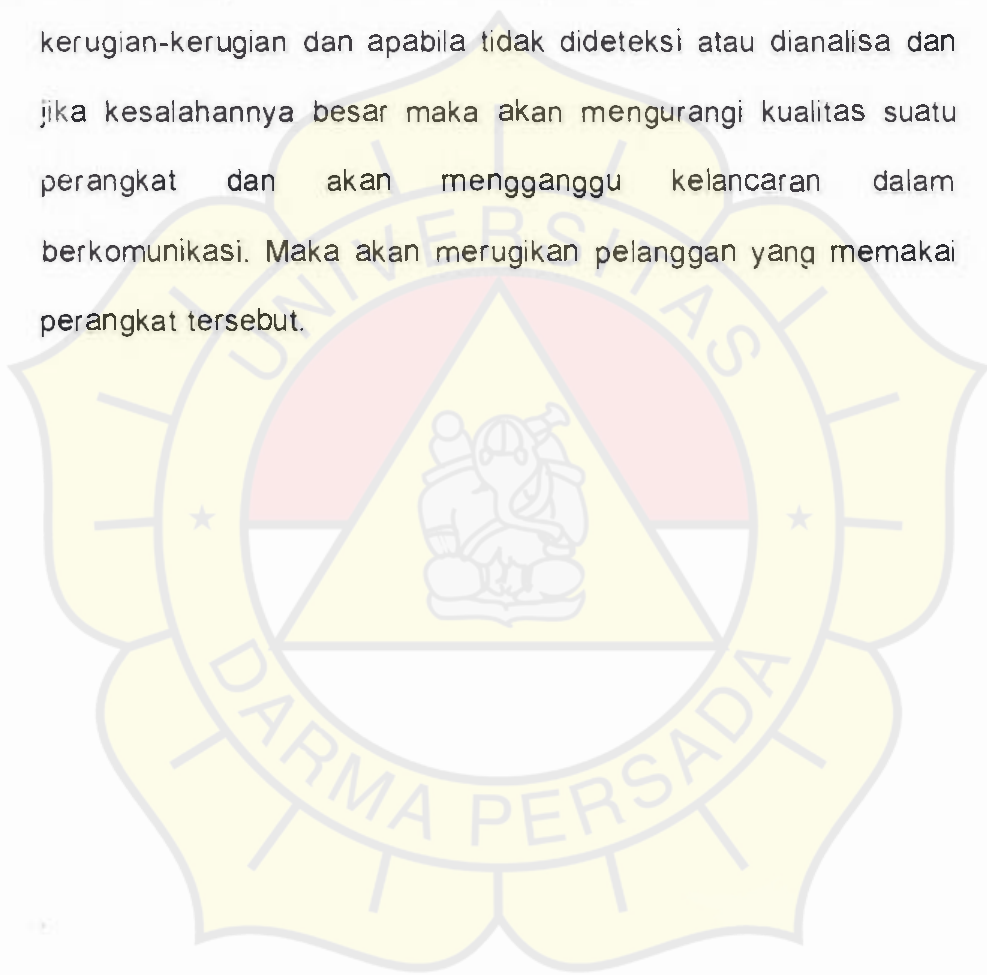 kerugian-kerugian dan apabila tidak dideteksi atau dianalisa dan
jika kesalahannya besar maka akan mengurangi kualitas suatu
perangkat dan akan mengganggu kelancaran dalam
berkomunikasi. Maka akan merugikan pelanggan yang memakai
perangkat tersebut.
UNIVERSITAS
DARMA PERSADA